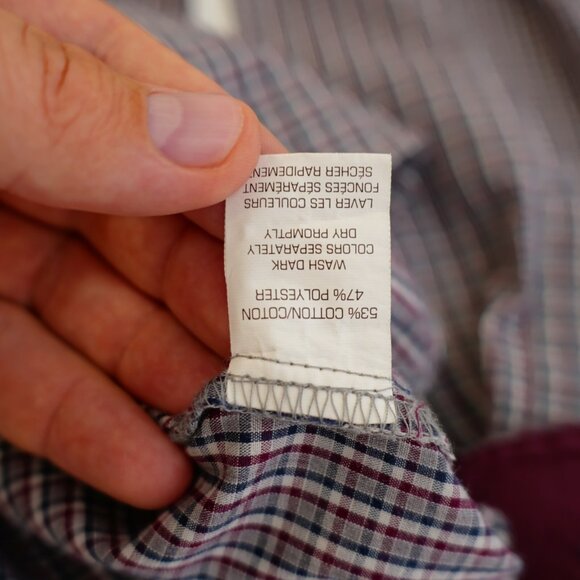 53% COTTON/COTON
47% POLYESTER
WASH DARK
COLORS SEPARATELY
DRY PROMPTLY
LAVER LES COULEURS
FONCÉES SÉPARÉMENT
SÉCHER RAPIDEMENT